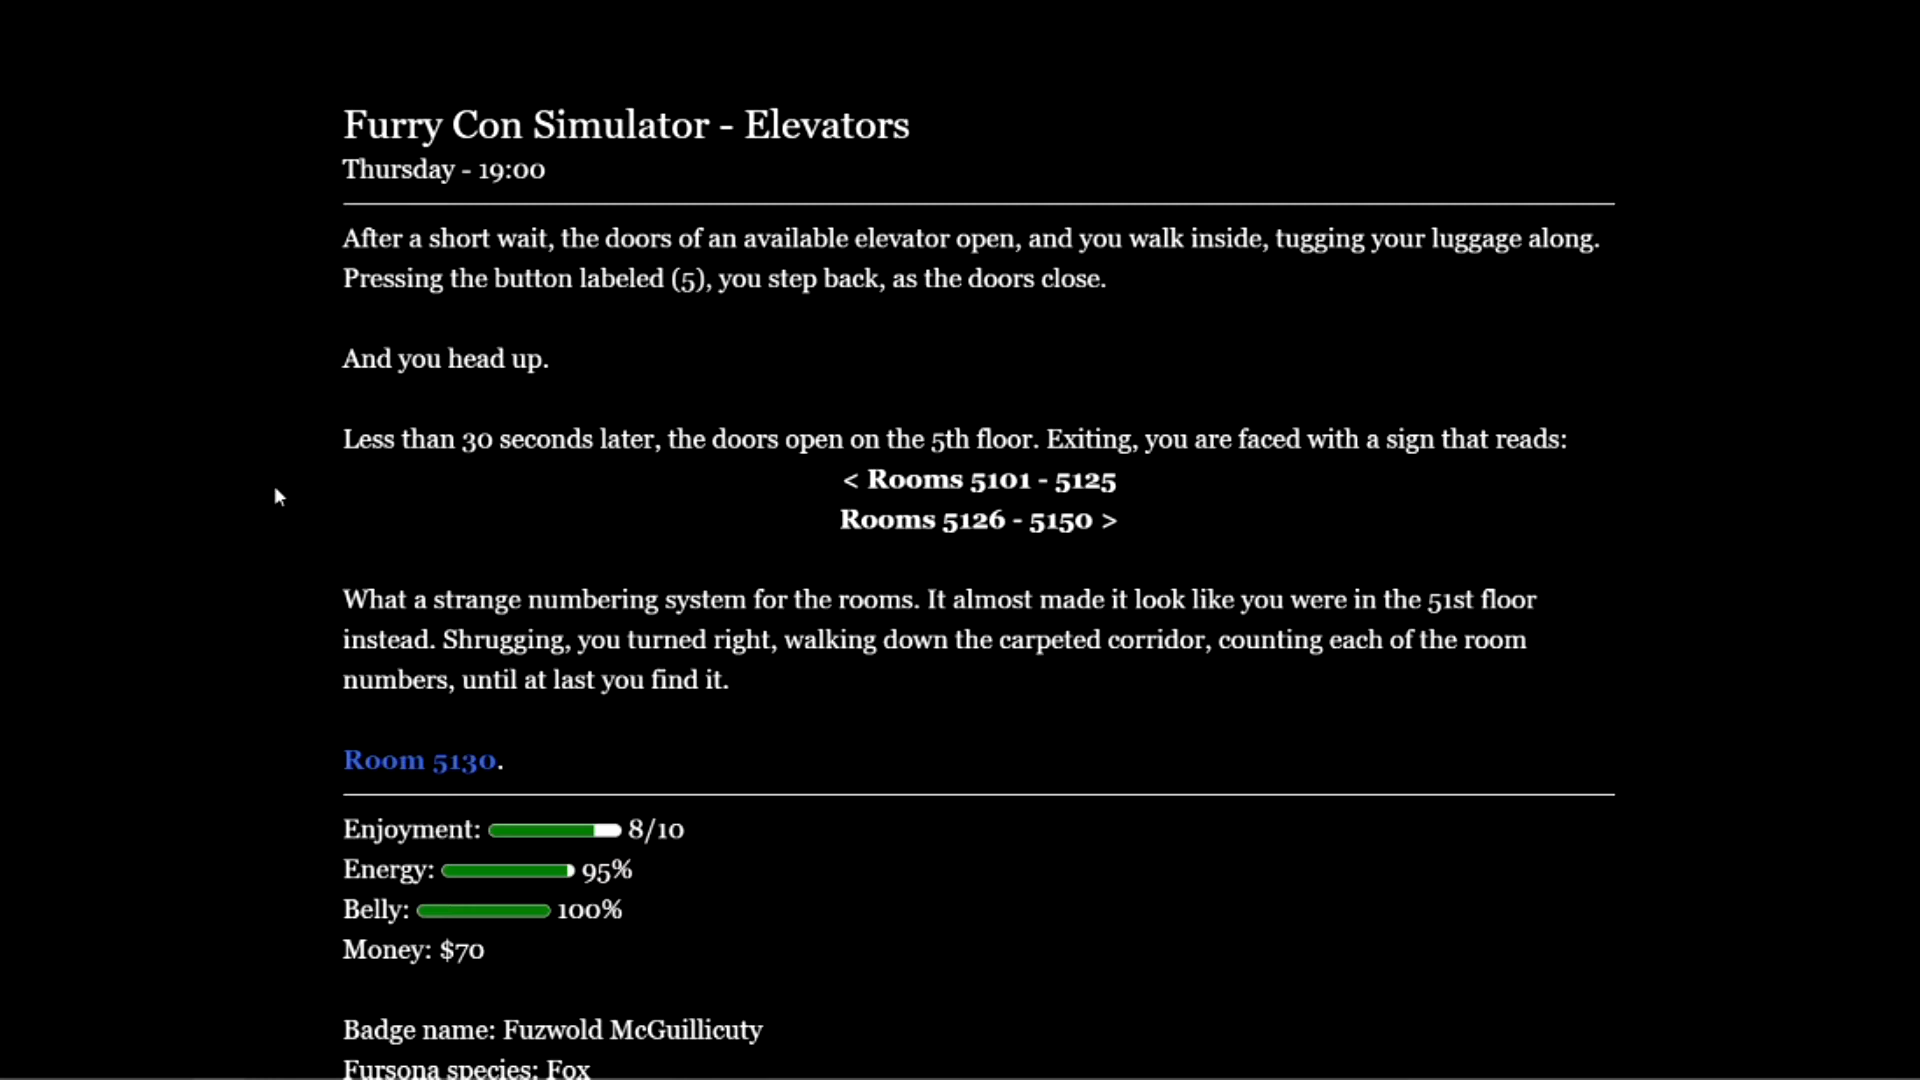 Furry Con Simulator - Elevators
Thursday - 19:00
After a short wait, the doors of an available elevator open, and you walk inside, tugging your luggage along.
Pressing the button labeled (5), you step back, as the doors close.
And you head up.
Less than 30 seconds later, the doors open on the 5th floor. Exiting, you are faced with a sign that reads:
< Rooms 5101 - 5125
Rooms 5126 - 5150 >
What a strange numbering system for the rooms. It almost made it look like you were in the 51st floor
instead. Shrugging, you turned right, walking down the carpeted corridor, counting each of the room
numbers, until at last you find it.
Room 5130.
Enjoyment: 8/10
Energy: 95%
Belly: 100%
Money: $70
Badge name: Fuzwold McGuillicuty
Fursona species: Fox